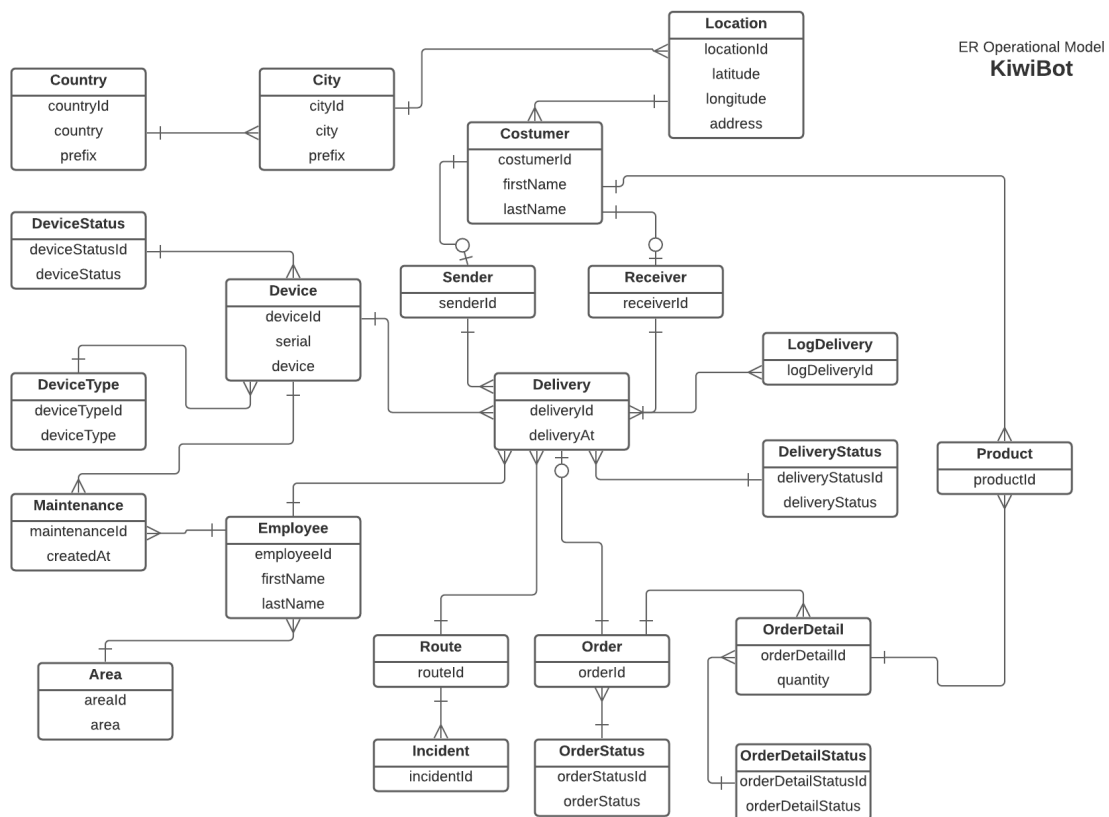 ER Operational Model
KiwiBot
Location
locationId
latitude
longitude
address
Country
countryId
country
prefix
City
cityId
city
prefix
Costumer
costumerId
firstName
lastName
DeviceStatus
deviceStatusId
deviceStatus
Device
deviceId
serial
device
Sender
senderId
Receiver
receiverId
LogDelivery
logDeliveryId
DeviceType
deviceTypeId
deviceType
Delivery
deliveryId
deliveryAt
DeliveryStatus
deliveryStatusId
deliveryStatus
Product
productId
Maintenance
maintenanceId
createdAt
Employee
employeeId
firstName
lastName
Area
areaId
area
Route
routeId
Order
orderId
OrderDetail
orderDetailId
quantity
Incident
incidentId
OrderStatus
orderStatusId
orderStatus
OrderDetailStatus
orderDetailStatusId
orderDetailStatus